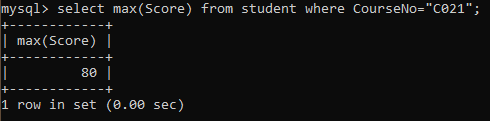 mysql> select max(Score) from student where CourseNo="C021";
+------------+
| max(Score) |
+------------+
|         80 |
+------------+
1 row in set (0.00 sec)